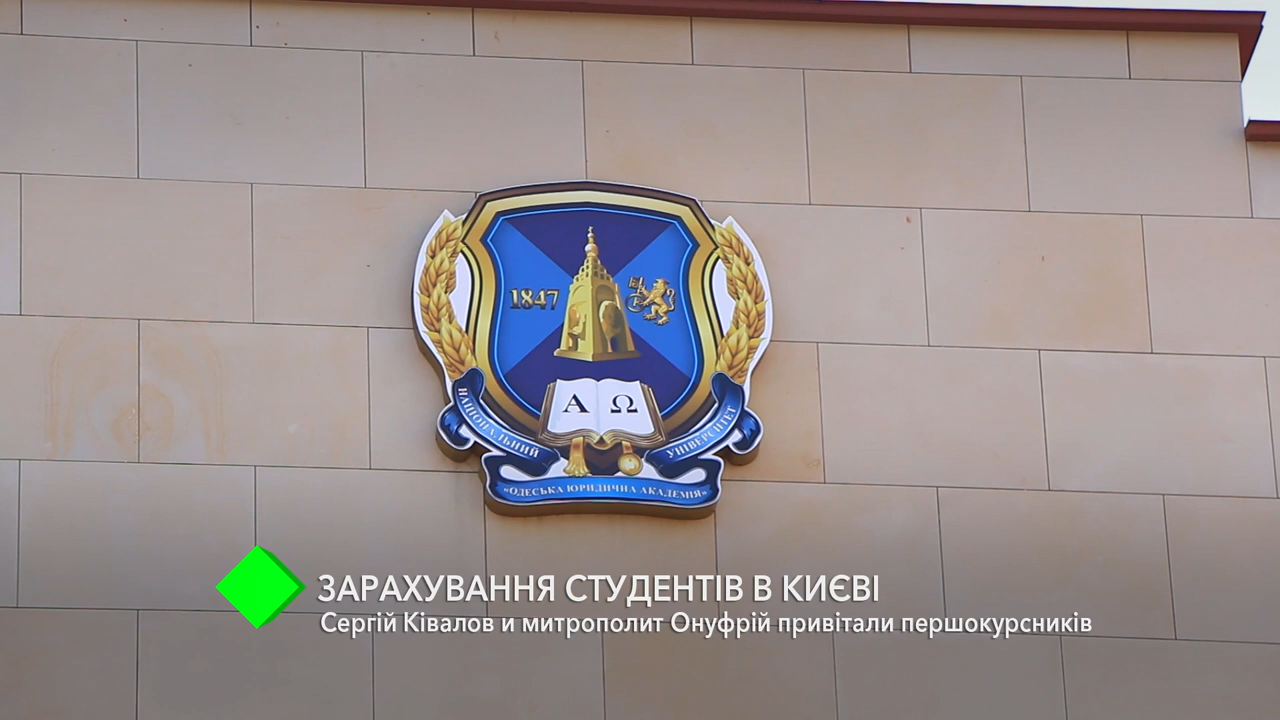 1847
Α Ω
НАЦІОНАЛЬНИЙ УНІВЕРСИТЕТ
«ОДЕСЬКА ЮРИДИЧНА АКАДЕМІЯ»
ЗАРАХУВАННЯ СТУДЕНТІВ В КИЄВІ
Сергій Ківалов и митрополит Онуфрій привітали першокурсників